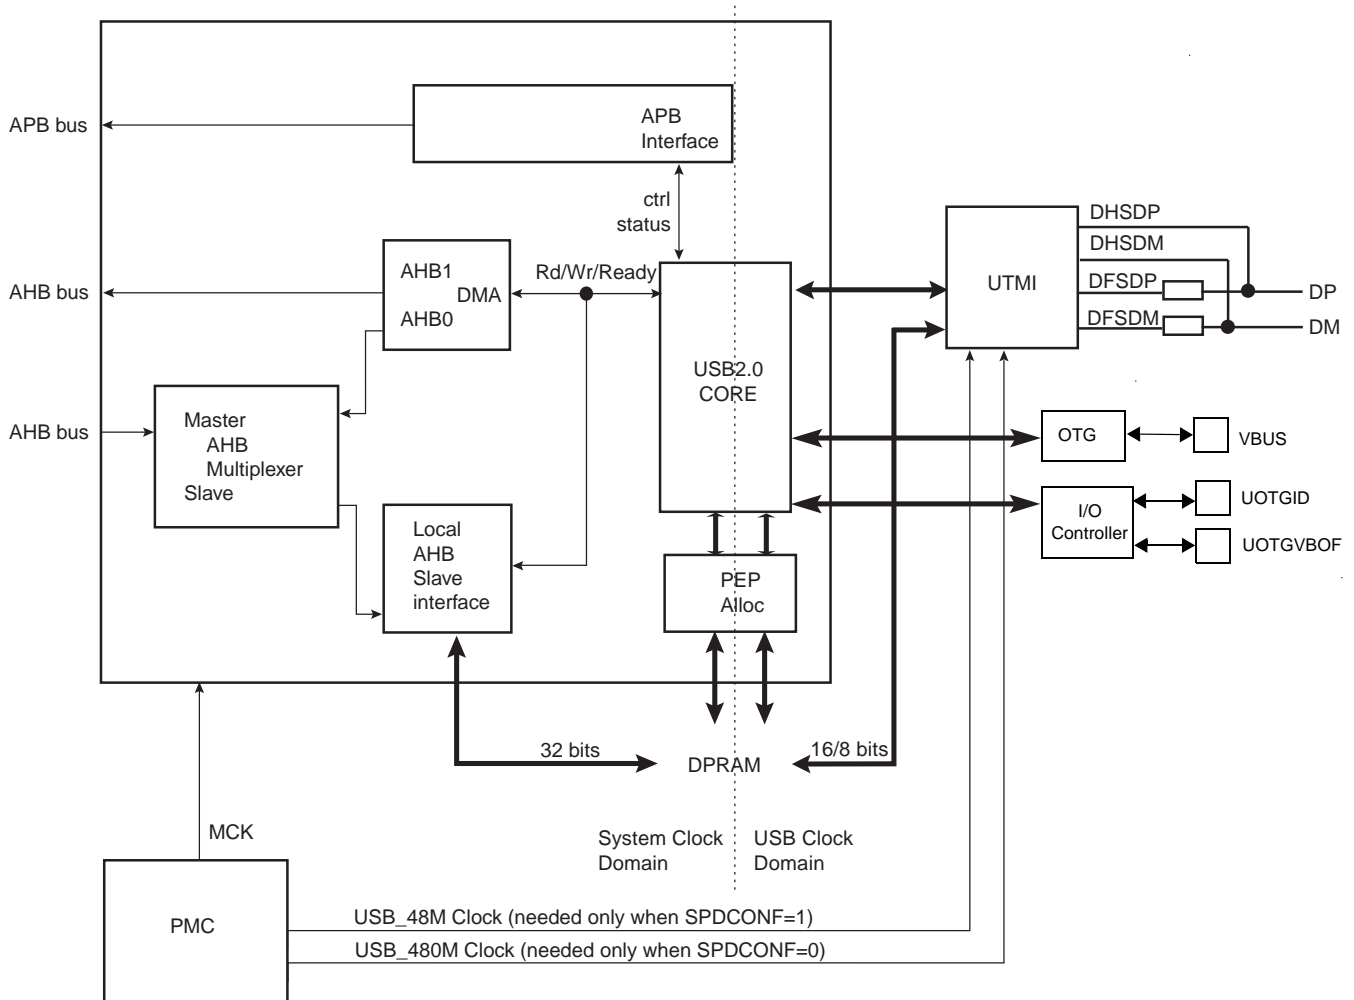 APB bus
APB
Interface
ctrl
status
AHB bus
AHB1
DMA
AHB0
Rd/Wr/Ready
USB2.0
CORE
UTMI
DHSDP
DHSDM
DFSDP
DFSDM
DP
DM
AHB bus
Master
AHB
Multiplexer
Slave
Local
AHB
Slave
interface
PEP
Alloc
OTG
VBUS
I/O
Controller
UOTGID
UOTGVBOF
32 bits
DPRAM
16/8 bits
MCK
System Clock
Domain
USB Clock
Domain
PMC
USB_48M Clock (needed only when SPDCONF=1)
USB_480M Clock (needed only when SPDCONF=0)